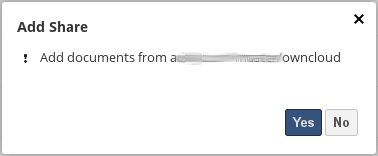 Add Share
! Add documents from /owncloud
Yes No